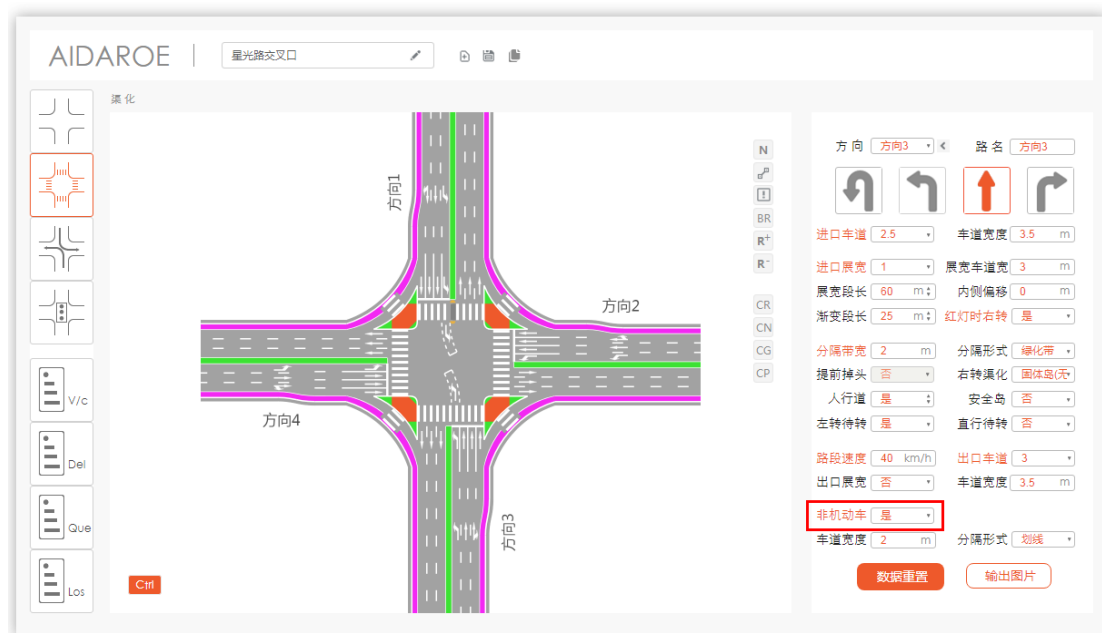 AIDAROE
星光路交叉口
渠化
方向1
方向2
方向3
方向4
N
BR
R+
R-
CR
CN
CG
CP
V/c
Del
Que
Los
Ctrl
方向 方向3 路名 方向3
进口车道 2.5 车道宽度 3.5 m
进口展宽 1 展宽车道宽 3 m
展宽段长 60 m 内侧偏移 0 m
渐变段长 25 m 红灯时右转 是
分隔带宽 2 m 分隔形式 绿化带
提前掉头 否 右转渠化 固体岛(无
人行道 是 安全岛 否
左转待转 是 直行待转 否
路段速度 40 km/h 出口车道 3
出口展宽 否 车道宽度 3.5 m
非机动车 是
车道宽度 2 m 分隔形式 划线
数据重置 输出图片